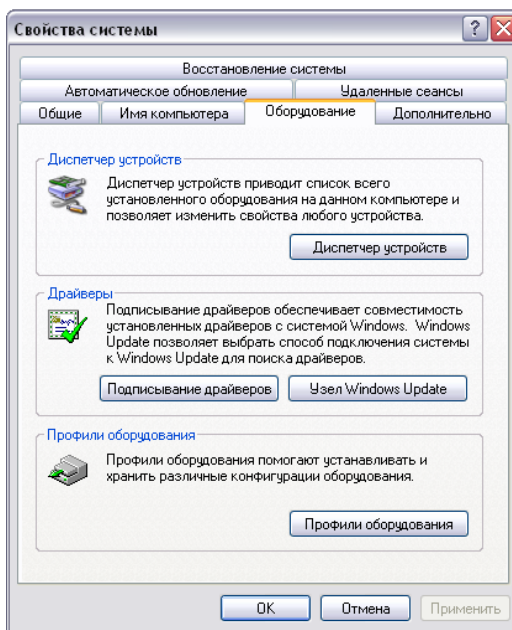 Свойства системы
Восстановление системы
Автоматическое обновление Удаленные сеансы
Общие Имя компьютера Оборудование Дополнительно
Диспетчер устройств
Диспетчер устройств приводит список всего
установленного оборудования на данном компьютере и
позволяет изменить свойства любого устройства.
Диспетчер устройств
Драйверы
Подписывание драйверов обеспечивает совместимость
установленных драйверов с системой Windows. Windows
Update позволяет выбрать способ подключения системы
к Windows Update для поиска драйверов.
Подписывание драйверов Узел Windows Update
Профили оборудования
Профили оборудования помогают устанавливать и
хранить различные конфигурации оборудования.
Профили оборудования
OK Отмена Применить